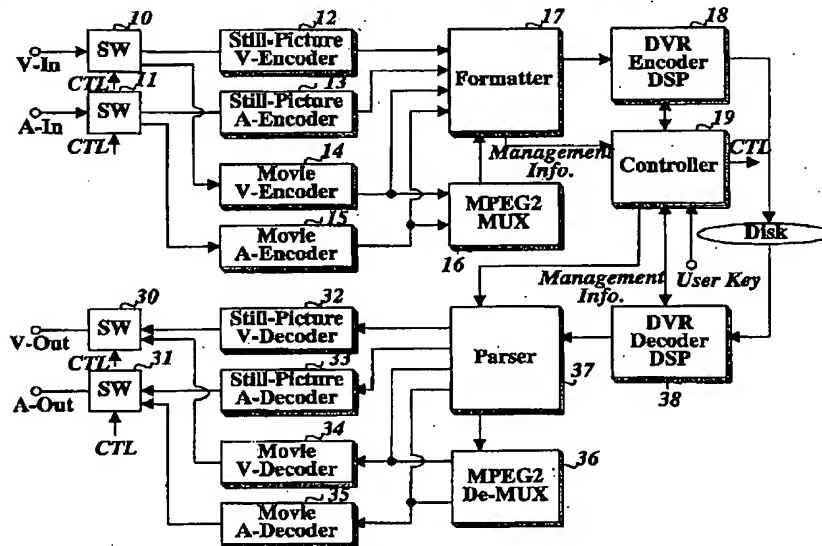 10
SW
V-In
CTL
11
SW
A-In
CTL
12
Still-Picture
V-Encoder
13
Still-Picture
A-Encoder
14
Movie
V-Encoder
15
Movie
A-Encoder
17
Formatter
MPEG2
MUX
16
18
DVR
Encoder
DSP
19
Controller
CTL
Management
Info.
Disk
User Key
Management
Info.
30
SW
V-Out
CTL
31
SW
A-Out
CTL
32
Still-Picture
V-Decoder
33
Still-Picture
A-Decoder
34
Movie
V-Decoder
35
Movie
A-Decoder
Parser
37
DVR
Decoder
DSP
38
36
MPEG2
De-MUX